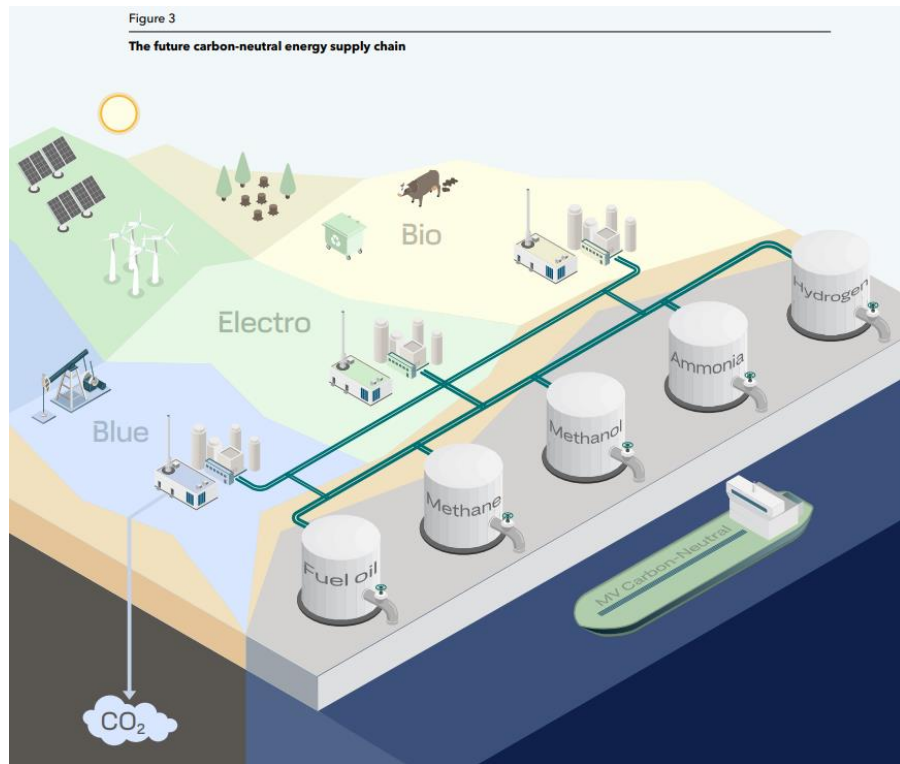 Figure 3
The future carbon-neutral energy supply chain
Bio
Electro
Blue
Hydrogen
Ammonia
Methanol
Methane
Fuel oil
MV Carbon-Neutral
CO₂